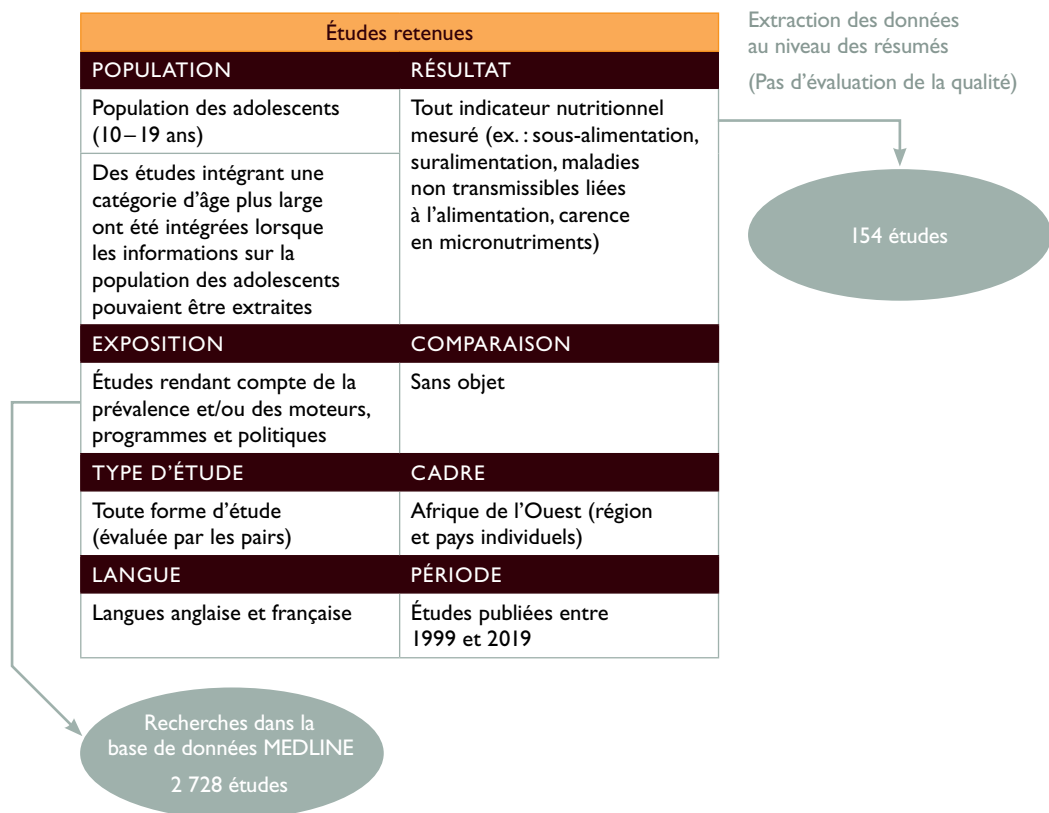 Études retenues
POPULATION
Population des adolescents
(10–19 ans)
Des études intégrant une
catégorie d'âge plus large
ont été intégrées lorsque
les informations sur la
population des adolescents
pouvaient être extraites
RÉSULTAT
Tout indicateur nutritionnel
mesuré (ex. : sous-alimentation,
suralimentation, maladies
non transmissibles liées
à l'alimentation, carence
en micronutriments)
EXPOSITION
Études rendant compte de la
prévalence et/ou des moteurs,
programmes et politiques
COMPARAISON
Sans objet
TYPE D'ÉTUDE
Toute forme d'étude
(évaluée par les pairs)
CADRE
Afrique de l'Ouest (région
et pays individuels)
LANGUE
Langues anglaise et française
PÉRIODE
Études publiées entre
1999 et 2019
Extraction des données
au niveau des résumés
(Pas d'évaluation de la qualité)
154 études
Recherches dans la
base de données MEDLINE
2 728 études